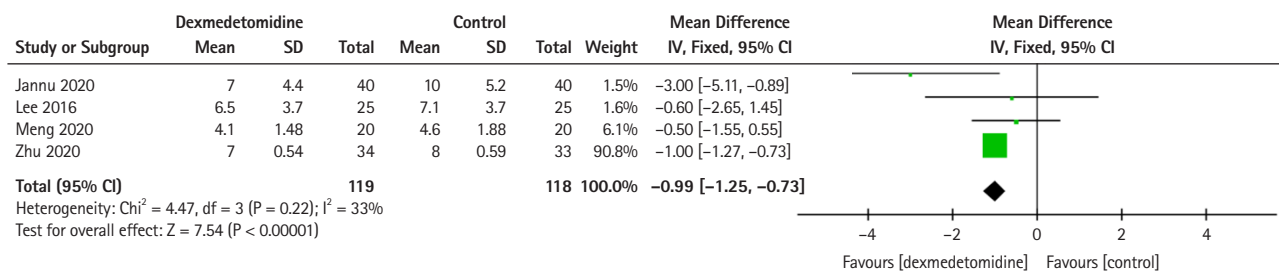 Dexmedetomidine Control Mean Difference Mean Difference
Study or Subgroup Mean SD Total Mean SD Total Weight IV, Fixed, 95% CI IV, Fixed, 95% CI
Jannu 2020 7 4.4 40 10 5.2 40 1.5% −3.00 [−5.11, −0.89]
Lee 2016 6.5 3.7 25 7.1 3.7 25 1.6% −0.60 [−2.65, 1.45]
Meng 2020 4.1 1.48 20 4.6 1.88 20 6.1% −0.50 [−1.55, 0.55]
Zhu 2020 7 0.54 34 8 0.59 33 90.8% −1.00 [−1.27, −0.73]
Total (95% CI) 119 118 100.0% −0.99 [−1.25, −0.73]
Heterogeneity: Chi² = 4.47, df = 3 (P = 0.22); I² = 33%
Test for overall effect: Z = 7.54 (P < 0.00001)
−4 −2 0 2 4
Favours [dexmedetomidine] Favours [control]